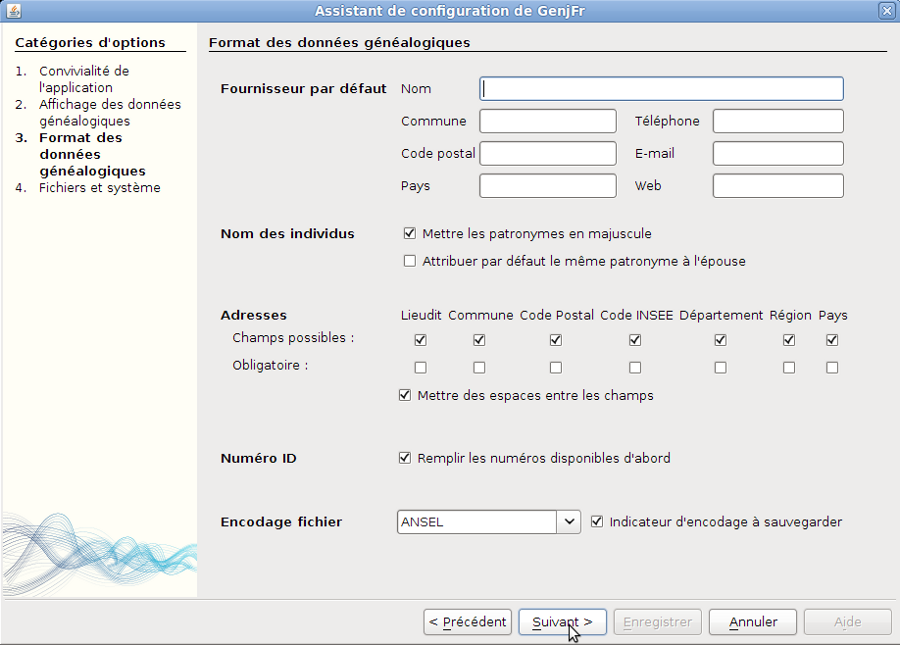 Assistant de configuration de GenjFr
Catégories d'options
1. Convivialité de
l'application
2. Affichage des données
généalogiques
3. Format des
données
généalogiques
4. Fichiers et système
Format des données généalogiques
Fournisseur par défaut Nom
Commune Téléphone
Code postal E-mail
Pays Web
Nom des individus Mettre les patronymes en majuscule
Attribuer par défaut le même patronyme à l'épouse
Adresses Lieudit Commune Code Postal Code INSEE Département Région Pays
Champs possibles :
Obligatoire :
Mettre des espaces entre les champs
Numéro ID Remplir les numéros disponibles d'abord
Encodage fichier ANSEL Indicateur d'encodage à sauvegarder
< Précédent Suivant > Enregistrer Annuler Aide